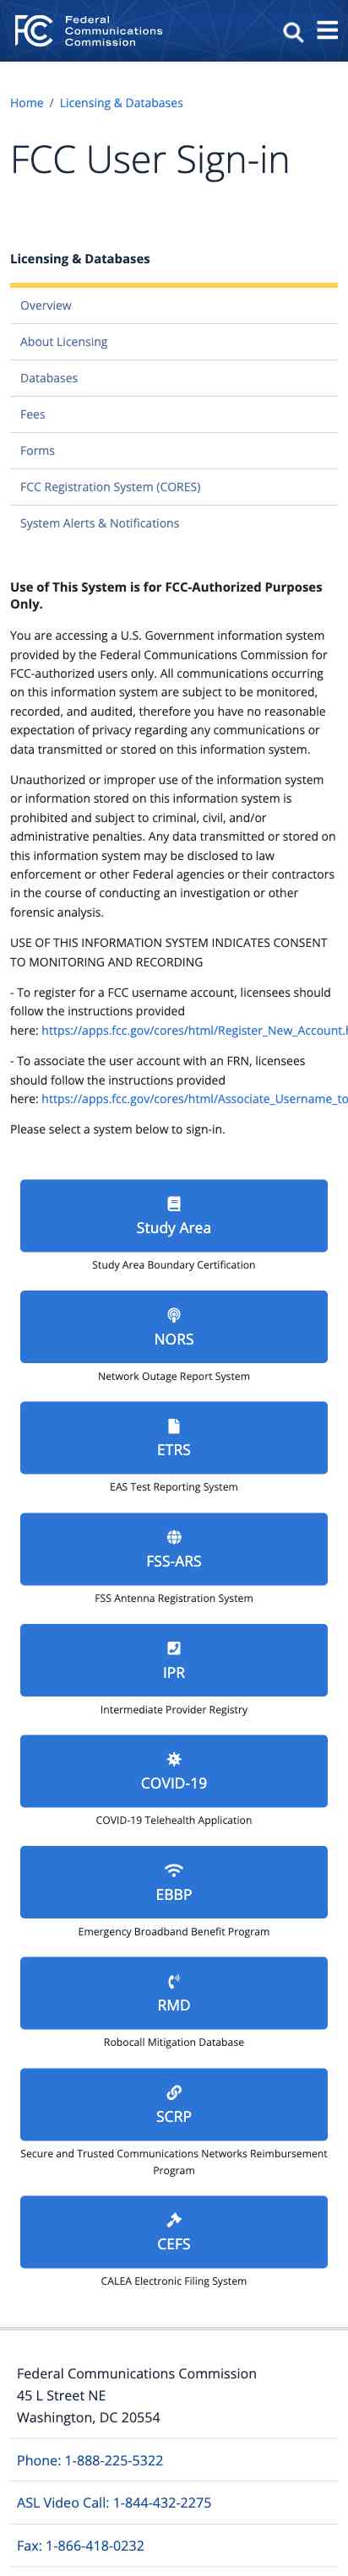 FCC Federal
Communications
Commission
Home / Licensing & Databases
FCC User Sign-in
Licensing & Databases
Overview
About Licensing
Databases
Fees
Forms
FCC Registration System (CORES)
System Alerts & Notifications
Use of This System is for FCC-Authorized Purposes
Only.
You are accessing a U.S. Government information system
provided by the Federal Communications Commission for
FCC-authorized users only. All communications occurring
on this information system are subject to be monitored,
recorded, and audited, therefore you have no reasonable
expectation of privacy regarding any communications or
data transmitted or stored on this information system.
Unauthorized or improper use of the information system
or information stored on this information system is
prohibited and subject to criminal, civil, and/or
administrative penalties. Any data transmitted or stored on
this information system may be disclosed to law
enforcement or other Federal agencies or their contractors
in the course of conducting an investigation or other
forensic analysis.
USE OF THIS INFORMATION SYSTEM INDICATES CONSENT
TO MONITORING AND RECORDING
- To register for a FCC username account, licensees should
follow the instructions provided
here: https://apps.fcc.gov/cores/html/Register_New_Account.h
- To associate the user account with an FRN, licensees
should follow the instructions provided
here: https://apps.fcc.gov/cores/html/Associate_Username_to
Please select a system below to sign-in.
Study Area
Study Area Boundary Certification
NORS
Network Outage Report System
ETRS
EAS Test Reporting System
FSS-ARS
FSS Antenna Registration System
IPR
Intermediate Provider Registry
COVID-19
COVID-19 Telehealth Application
EBBP
Emergency Broadband Benefit Program
RMD
Robocall Mitigation Database
SCRP
Secure and Trusted Communications Networks Reimbursement
Program
CEFS
CALEA Electronic Filing System
Federal Communications Commission
45 L Street NE
Washington, DC 20554
Phone: 1-888-225-5322
ASL Video Call: 1-844-432-2275
Fax: 1-866-418-0232